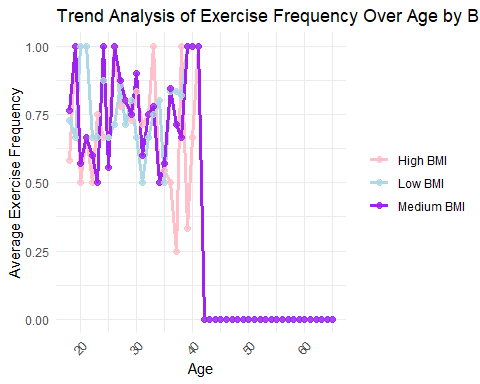 Trend Analysis of Exercise Frequency Over Age by B
Average Exercise Frequency
1.00
0.75
0.50
0.25
0.00
20
30
40
50
60
Age
High BMI
Low BMI
Medium BMI